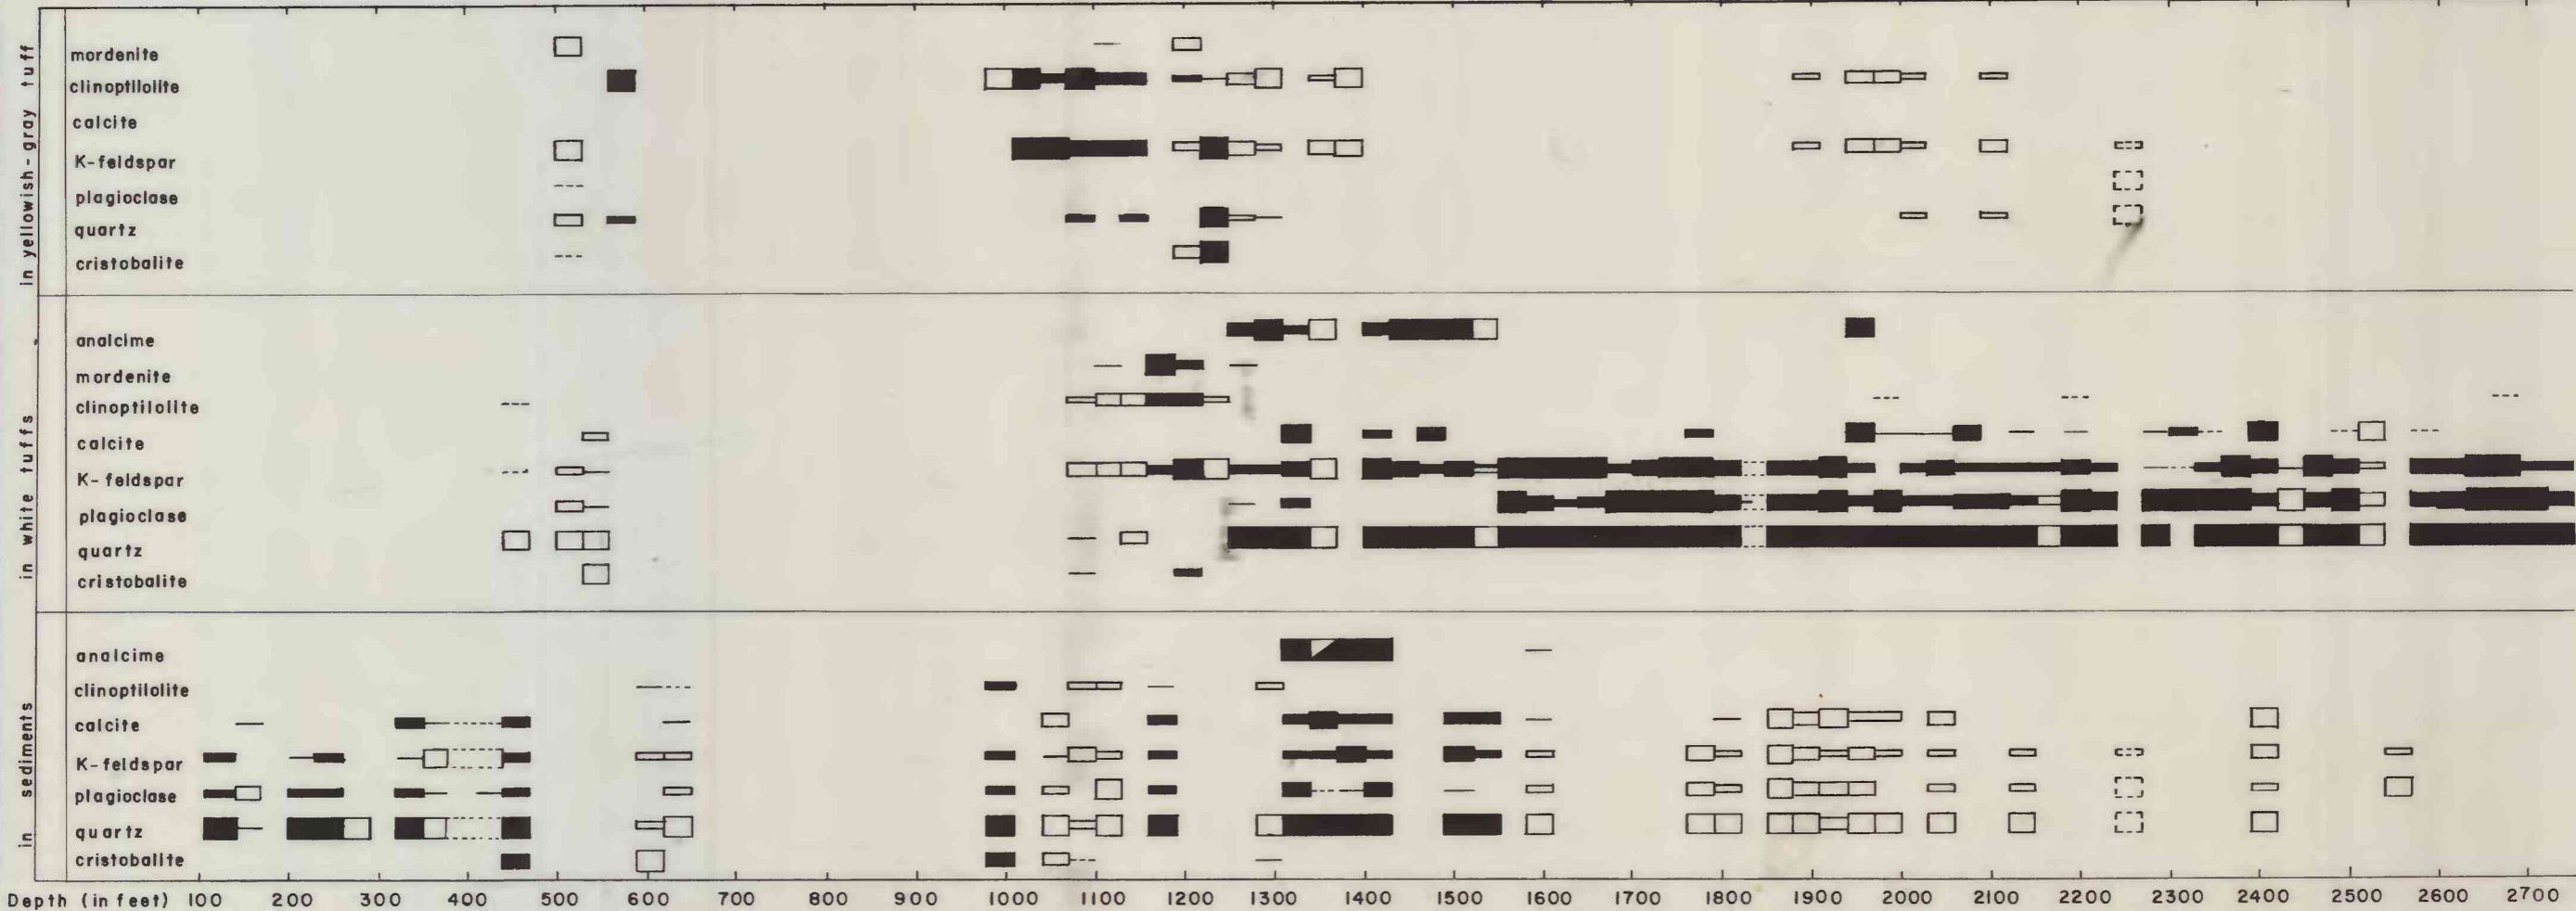 in yellowish-gray tuff
mordenite
clinoptilolite
calcite
K-feldspar
plagioclase
quartz
cristobalite
in white tuffs
analcime
mordenite
clinoptilolite
calcite
K-feldspar
plagioclase
quartz
cristobalite
in sediments
analcime
clinoptilolite
calcite
K-feldspar
plagioclase
quartz
cristobalite
Depth (in feet) 100 200 300 400 500 600 700 800 900 1000 1100 1200 1300 1400 1500 1600 1700 1800 1900 2000 2100 2200 2300 2400 2500 2600 2700